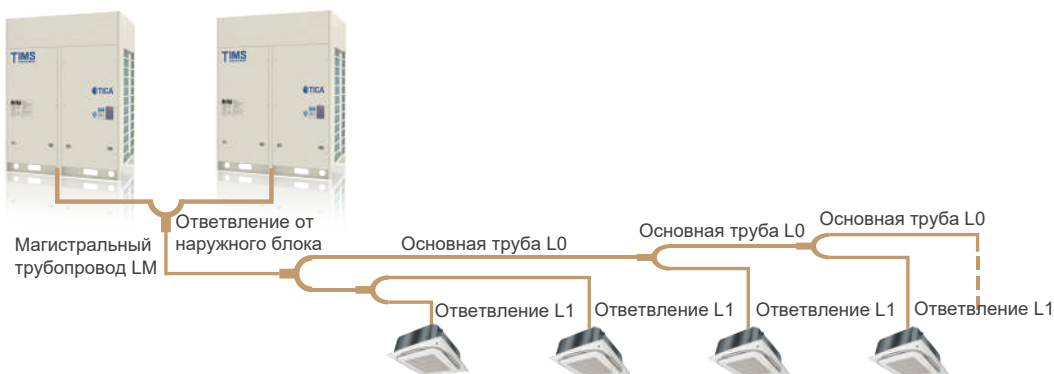 TIMS
TICA
TIMS
TICA
Магистральный
трубопровод LM
Ответвление от
наружного блока
Основная труба L0
Основная труба L0
Основная труба L0
Ответвление L1
Ответвление L1
Ответвление L1
Ответвление L1